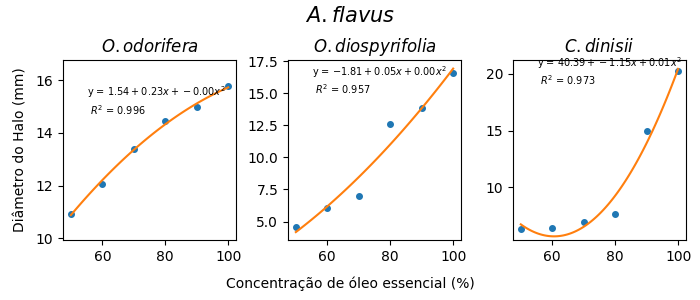 A. flavus
O. odorifera
O. diospyrifolia
C. dinisii
Diâmetro do Halo (mm)
y = 1.54 + 0.23x + −0.00x²
R² = 0.996
16
14
12
10
60
80
100
y = −1.81 + 0.05x + 0.00x²
R² = 0.957
17.5
15.0
12.5
10.0
7.5
5.0
60
80
100
y = 40.39 + −1.15x + 0.01x²
R² = 0.973
20
15
10
60
80
100
Concentração de óleo essencial (%)